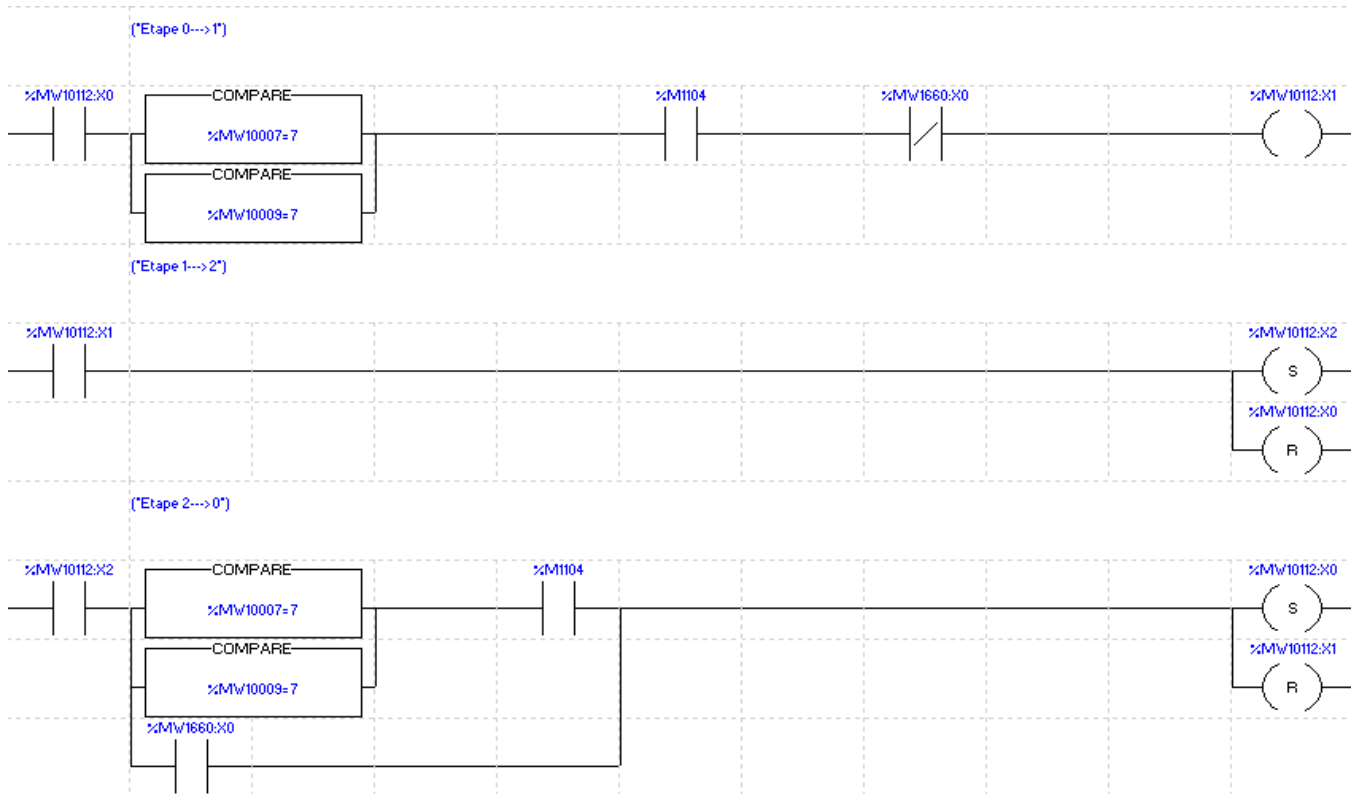 ("Etape 0--->1")
%MW10112:X0 COMPARE %M1104 %MW1660:X0 %MW10112:X1
%MW10007=7
COMPARE
%MW10009=7
("Etape 1--->2")
%MW10112:X1 %MW10112:X2
S
%MW10112:X0
R
("Etape 2--->0")
%MW10112:X2 COMPARE %M1104 %MW10112:X0
%MW10007=7 S
COMPARE %MW10112:X1
%MW10009=7 R
%MW1660:X0